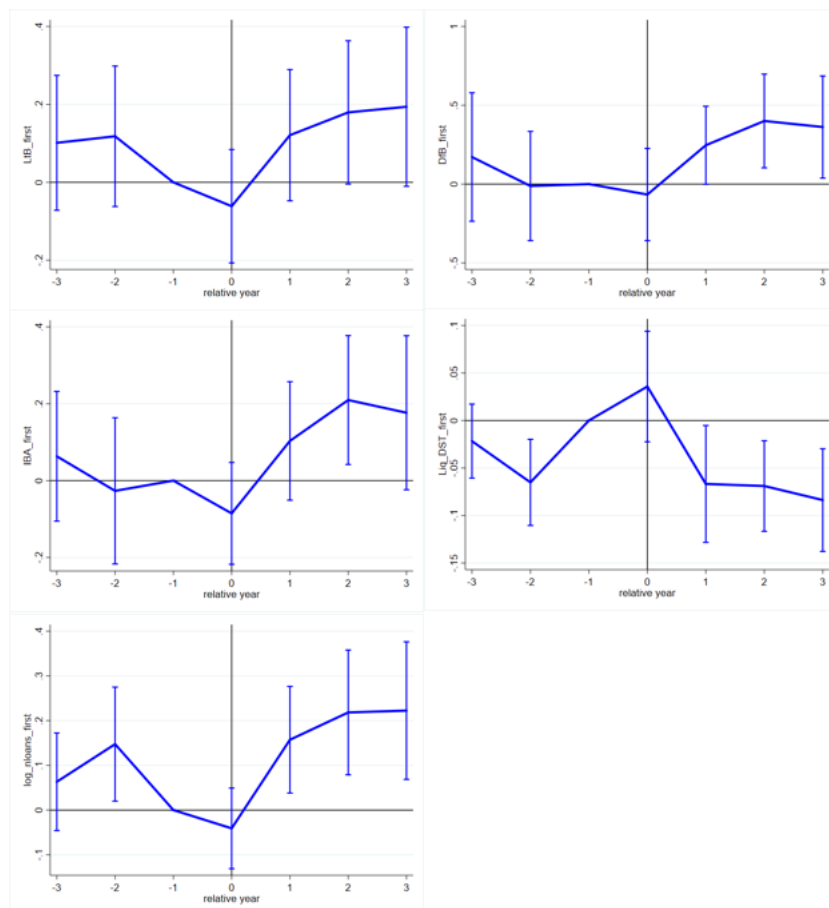 LtB_first
.4
.2
0
-.2
-3 -2 -1 0 1 2 3
relative year
DfB_first
1
.5
0
-.5
-3 -2 -1 0 1 2 3
relative year
IBA_first
.4
.2
0
-.2
-3 -2 -1 0 1 2 3
relative year
Liq_DST_first
.1
.05
0
-.05
-.1
-.15
-3 -2 -1 0 1 2 3
relative year
log_nloans_first
.4
.3
.2
.1
0
-.1
-3 -2 -1 0 1 2 3
relative year